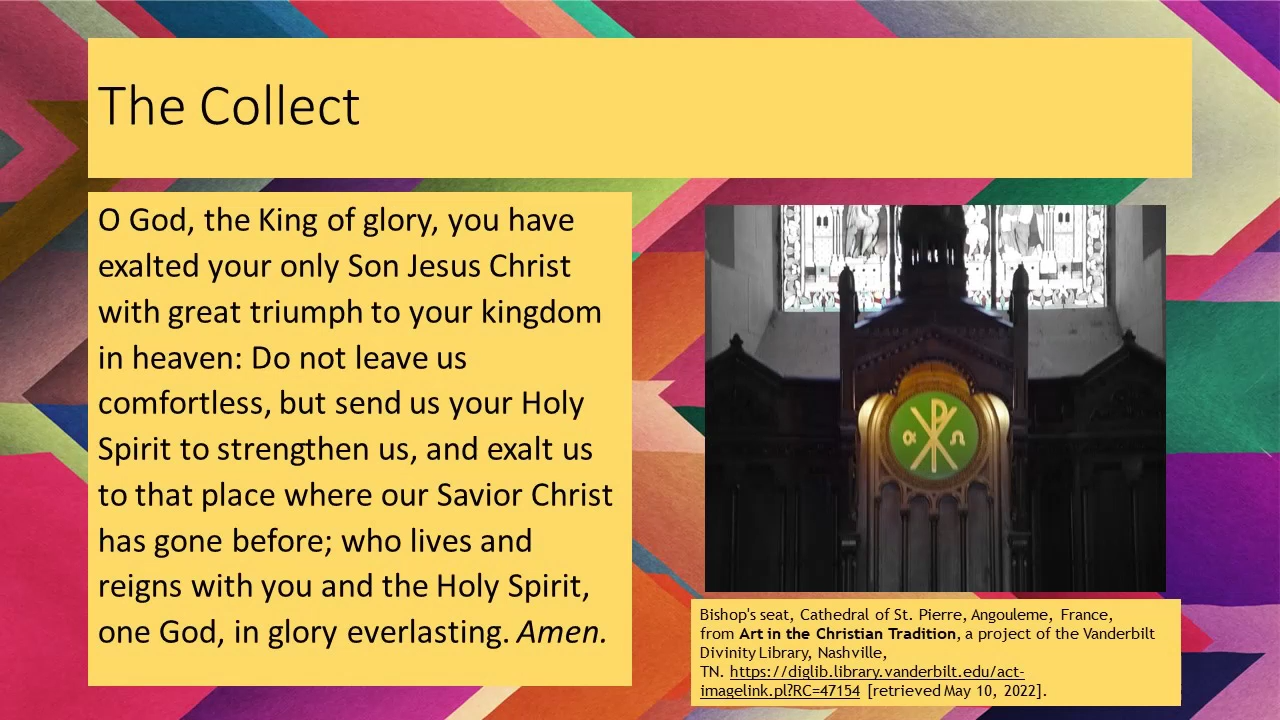 The Collect
O God, the King of glory, you have
exalted your only Son Jesus Christ
with great triumph to your kingdom
in heaven: Do not leave us
comfortless, but send us your Holy
Spirit to strengthen us, and exalt us
to that place where our Savior Christ
has gone before; who lives and
reigns with you and the Holy Spirit,
one God, in glory everlasting. Amen.
α Ω
Bishop's seat, Cathedral of St. Pierre, Angouleme, France,
from Art in the Christian Tradition, a project of the Vanderbilt
Divinity Library, Nashville,
TN. https://diglib.library.vanderbilt.edu/act-
imagelink.pl?RC=47154 [retrieved May 10, 2022].